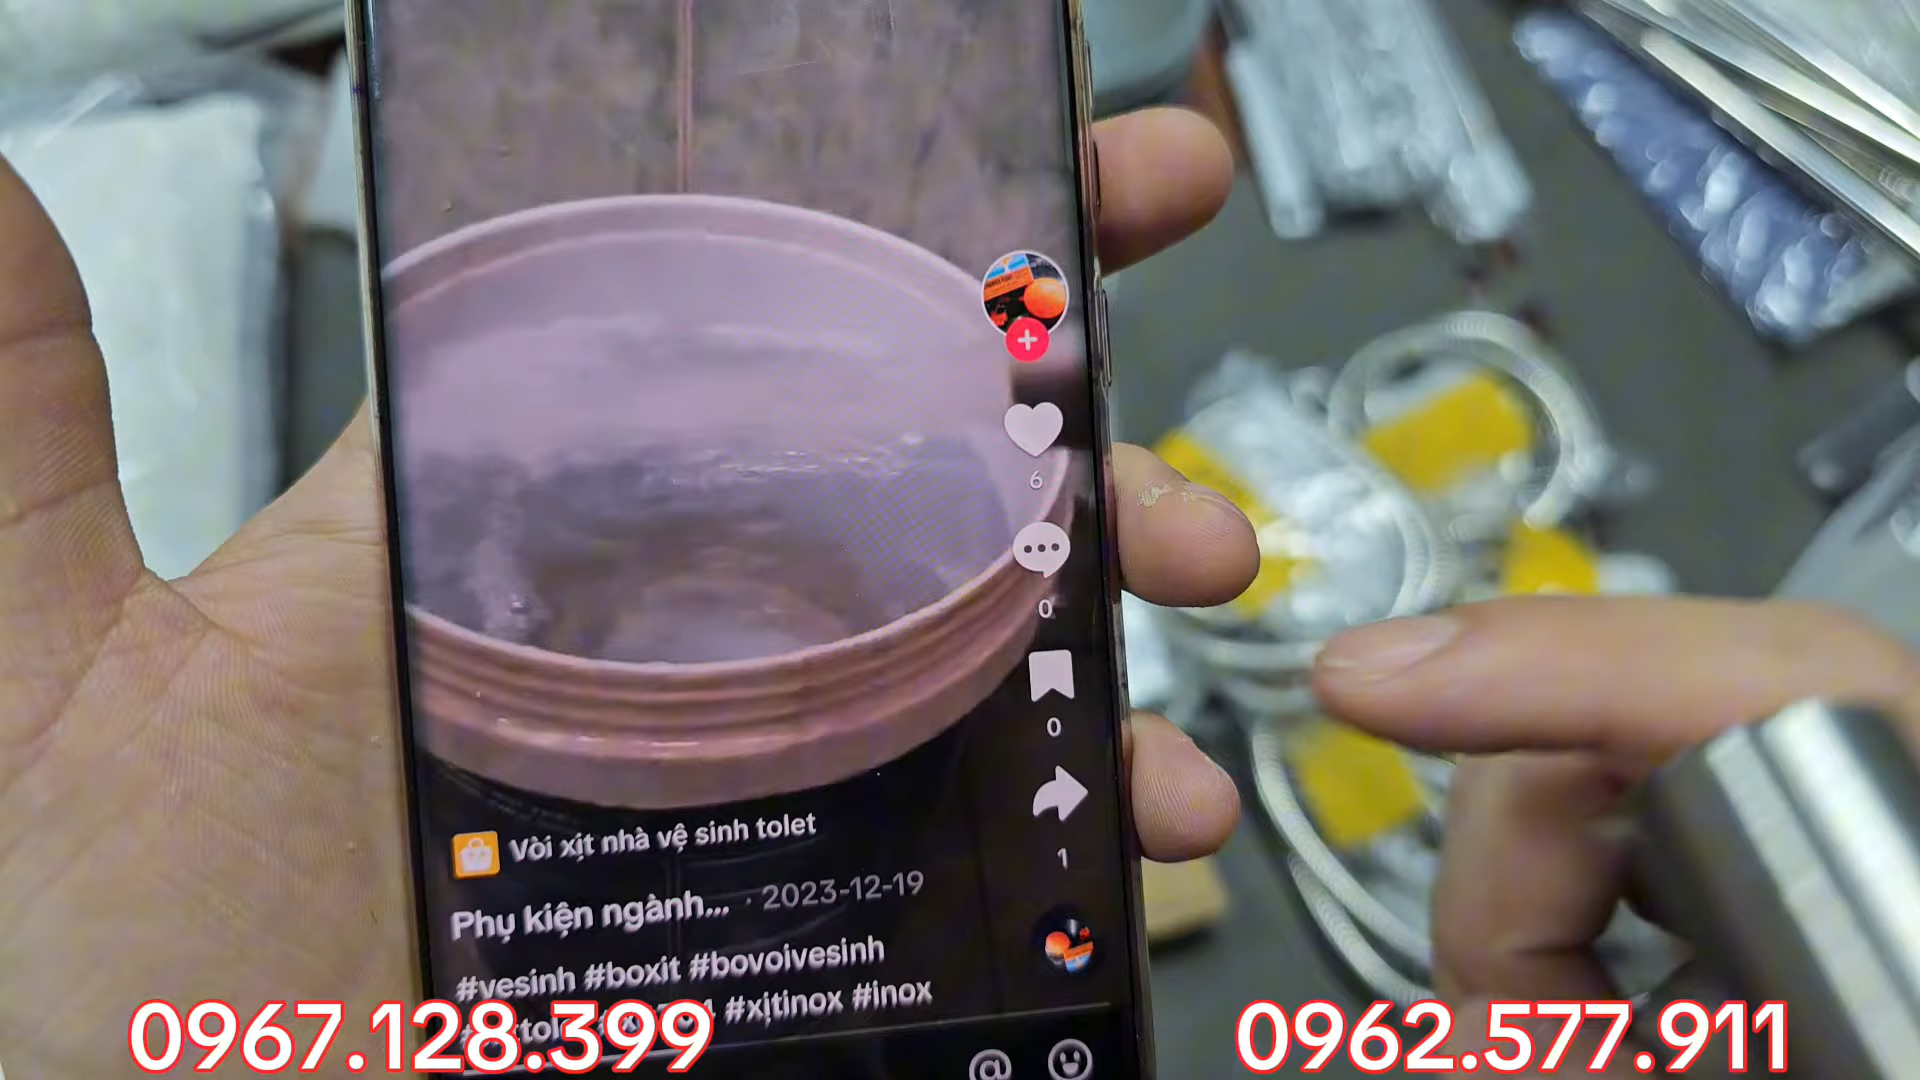 6
0
0
1
Vòi xịt nhà vệ sinh tolet
Phụ kiện ngành... · 2023-12-19
#vesinh #boxit #bovoivesinh
#xịtinox #inox
0967.128.399
0962.577.911